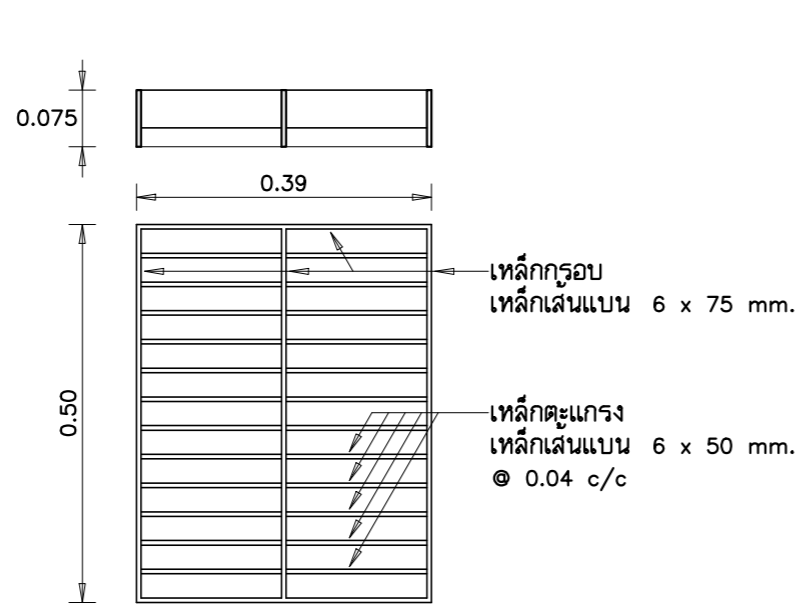 0.075
0.39
0.50
เหล็กกรอบ
เหล็กเส้นแบน 6 x 75 mm.
เหล็กตะแกรง
เหล็กเส้นแบน 6 x 50 mm.
@ 0.04 c/c